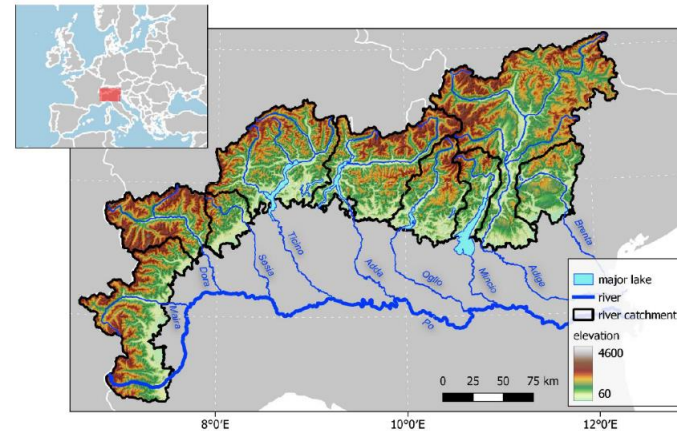 Dora
Sesia
Ticino
Adda
Oglio
Mincio
Adige
Brenta
Maira
Po
major lake
river
river catchment
elevation
4600
60
0 25 50 75 km
8°0'E 10°0'E 12°0'E